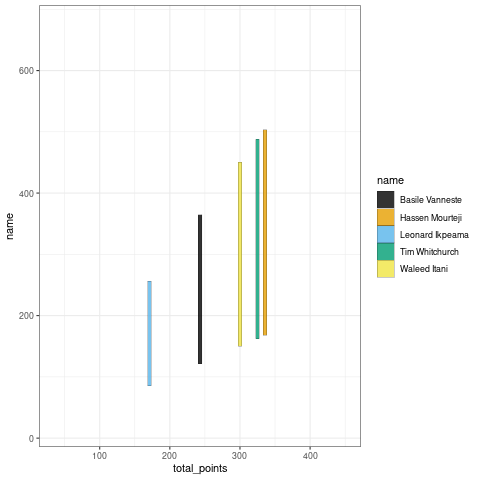 600
400
200
0
name
100 200 300 400
total_points
name
Basile Vanneste
Hassen Mourteji
Leonard Ikpeama
Tim Whitchurch
Waleed Itani